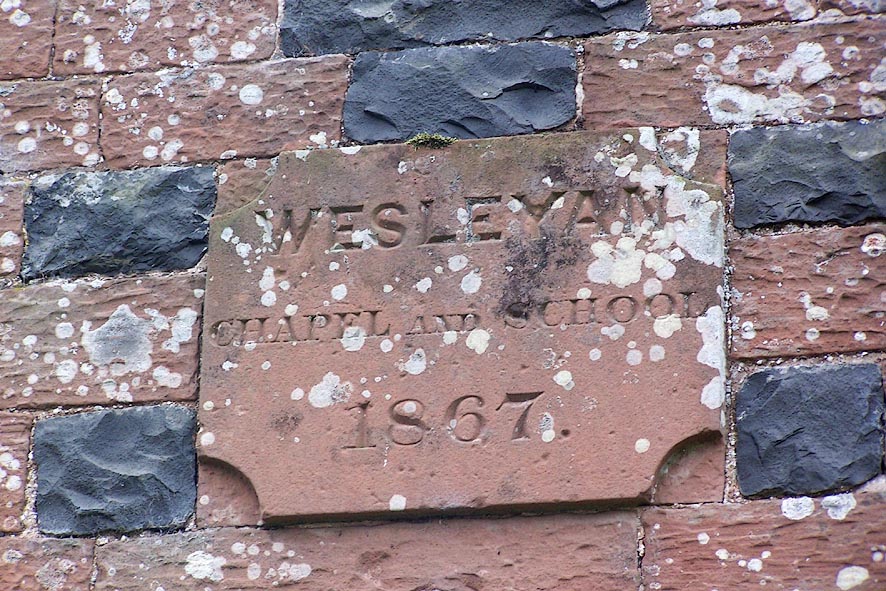 WESLEYAN
CHAPEL AND SCHOOL
1867.